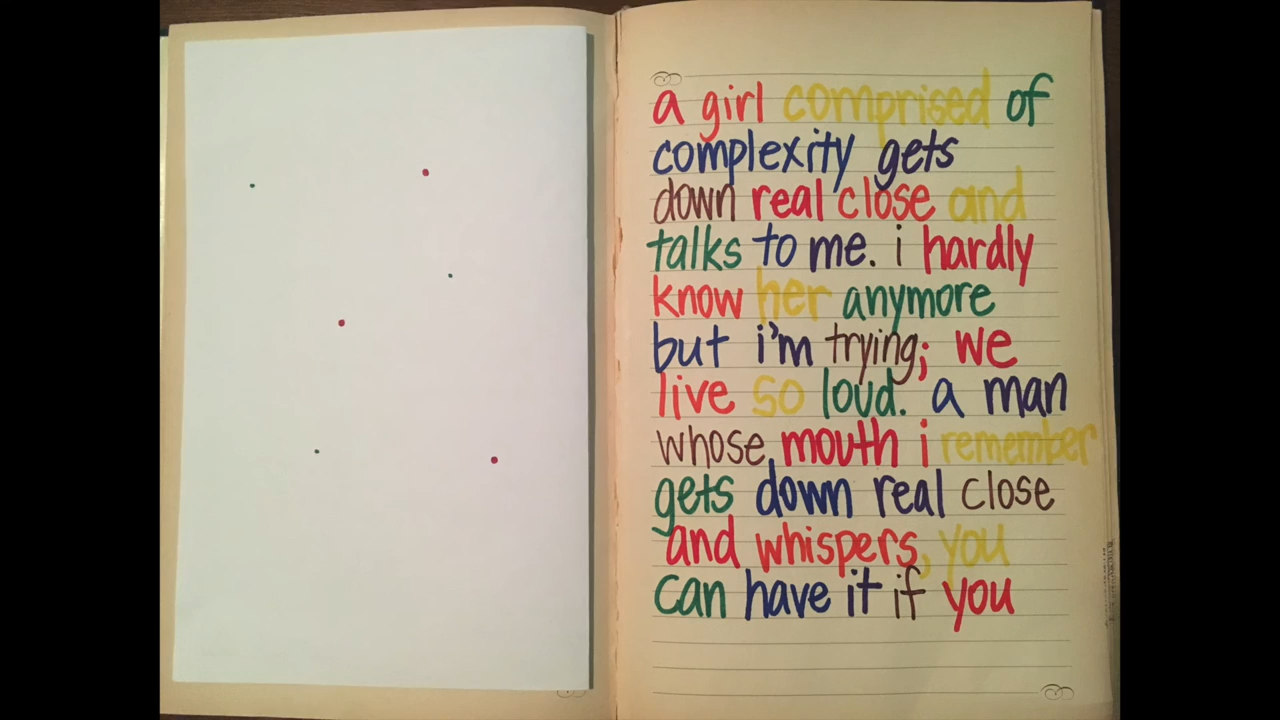 a girl comprised of
complexity gets
down real close and
talks to me. i hardly
know her anymore
but i'm trying; we
live so loud. a man
whose mouth i remember
gets down real close
and whispers, you
can have it if you